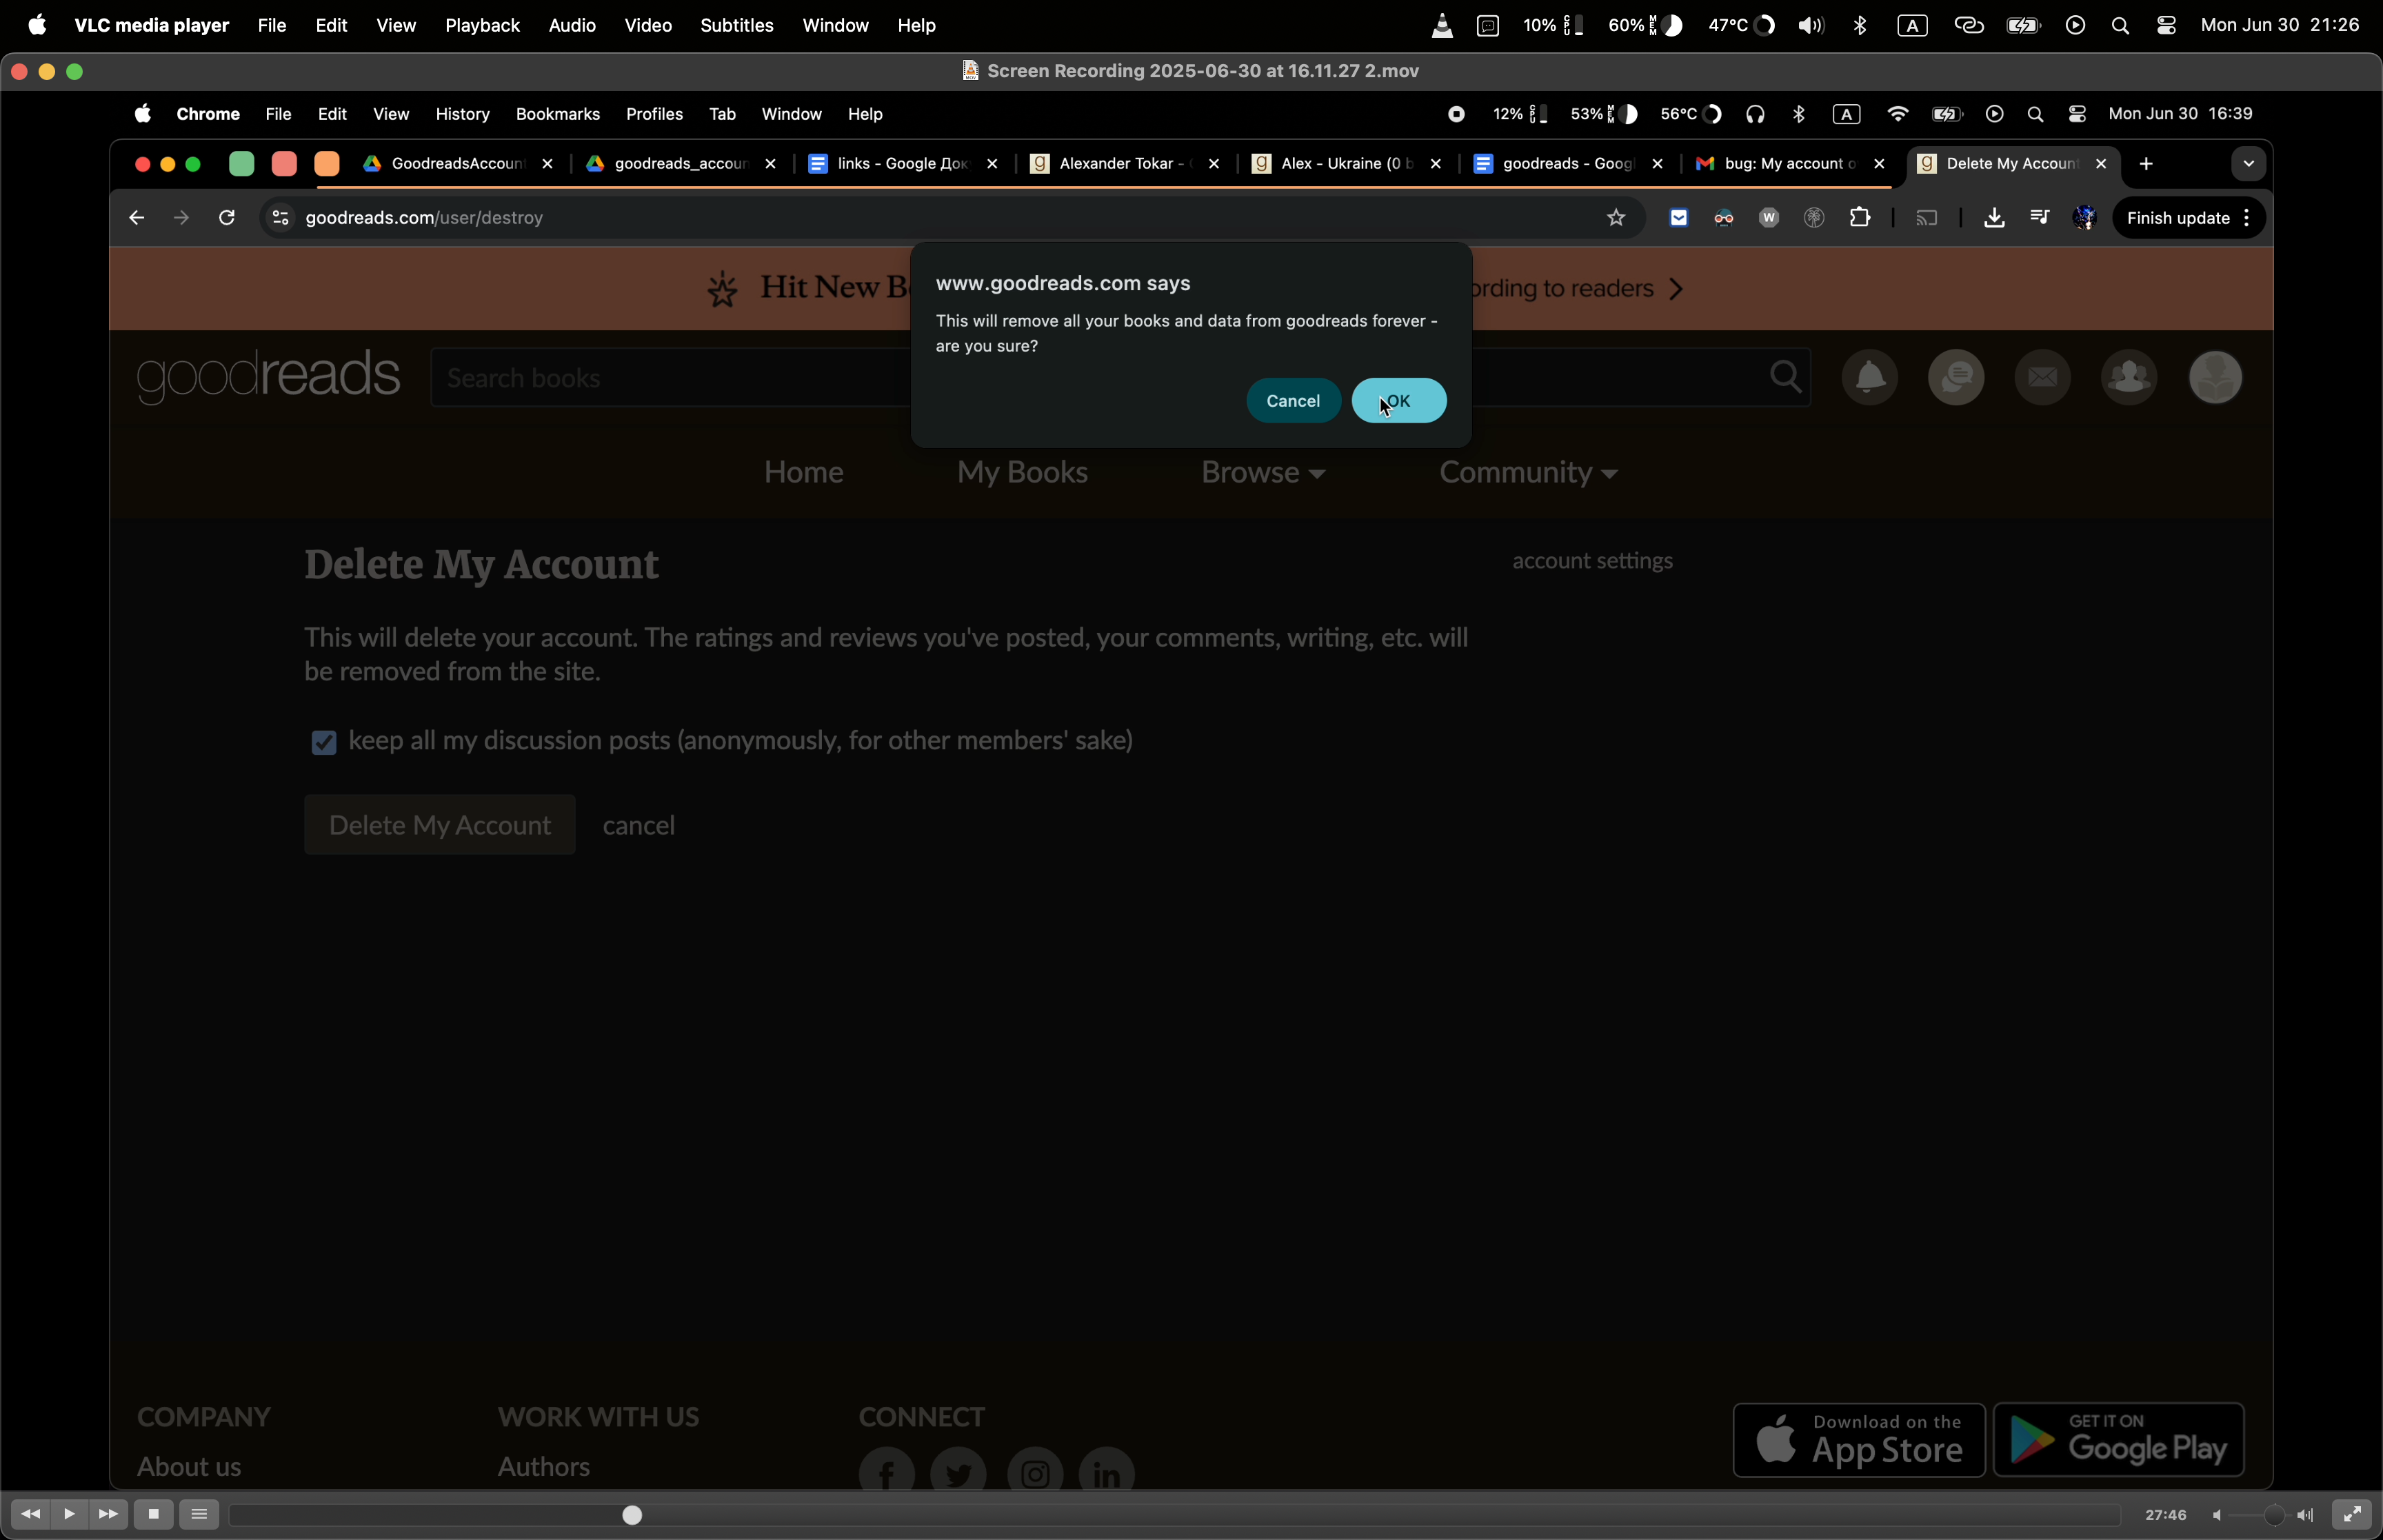 VLC media player File Edit View Playback Audio Video Subtitles Window Help 10% CPU 60% MEM 47°C A Mon Jun 30 21:26
Screen Recording 2025-06-30 at 16.11.27 2.mov
Chrome File Edit View History Bookmarks Profiles Tab Window Help 12% CPU 53% MEM 56°C A Mon Jun 30 16:39
GoodreadsAccoun goodreads_accoun links - Google Док Alexander Tokar - Alex - Ukraine (0 b goodreads - Goog bug: My account o Delete My Accoun
goodreads.com/user/destroy W Finish update
www.goodreads.com says
Hit New B ording to readers
This will remove all your books and data from goodreads forever -
are you sure?
Cancel OK
goodreads Search books
Home My Books Browse Community
Delete My Account account settings
This will delete your account. The ratings and reviews you've posted, your comments, writing, etc. will
be removed from the site.
keep all my discussion posts (anonymously, for other members' sake)
Delete My Account cancel
COMPANY WORK WITH US CONNECT
Download on the App Store
GET IT ON Google Play
About us Authors
27:46